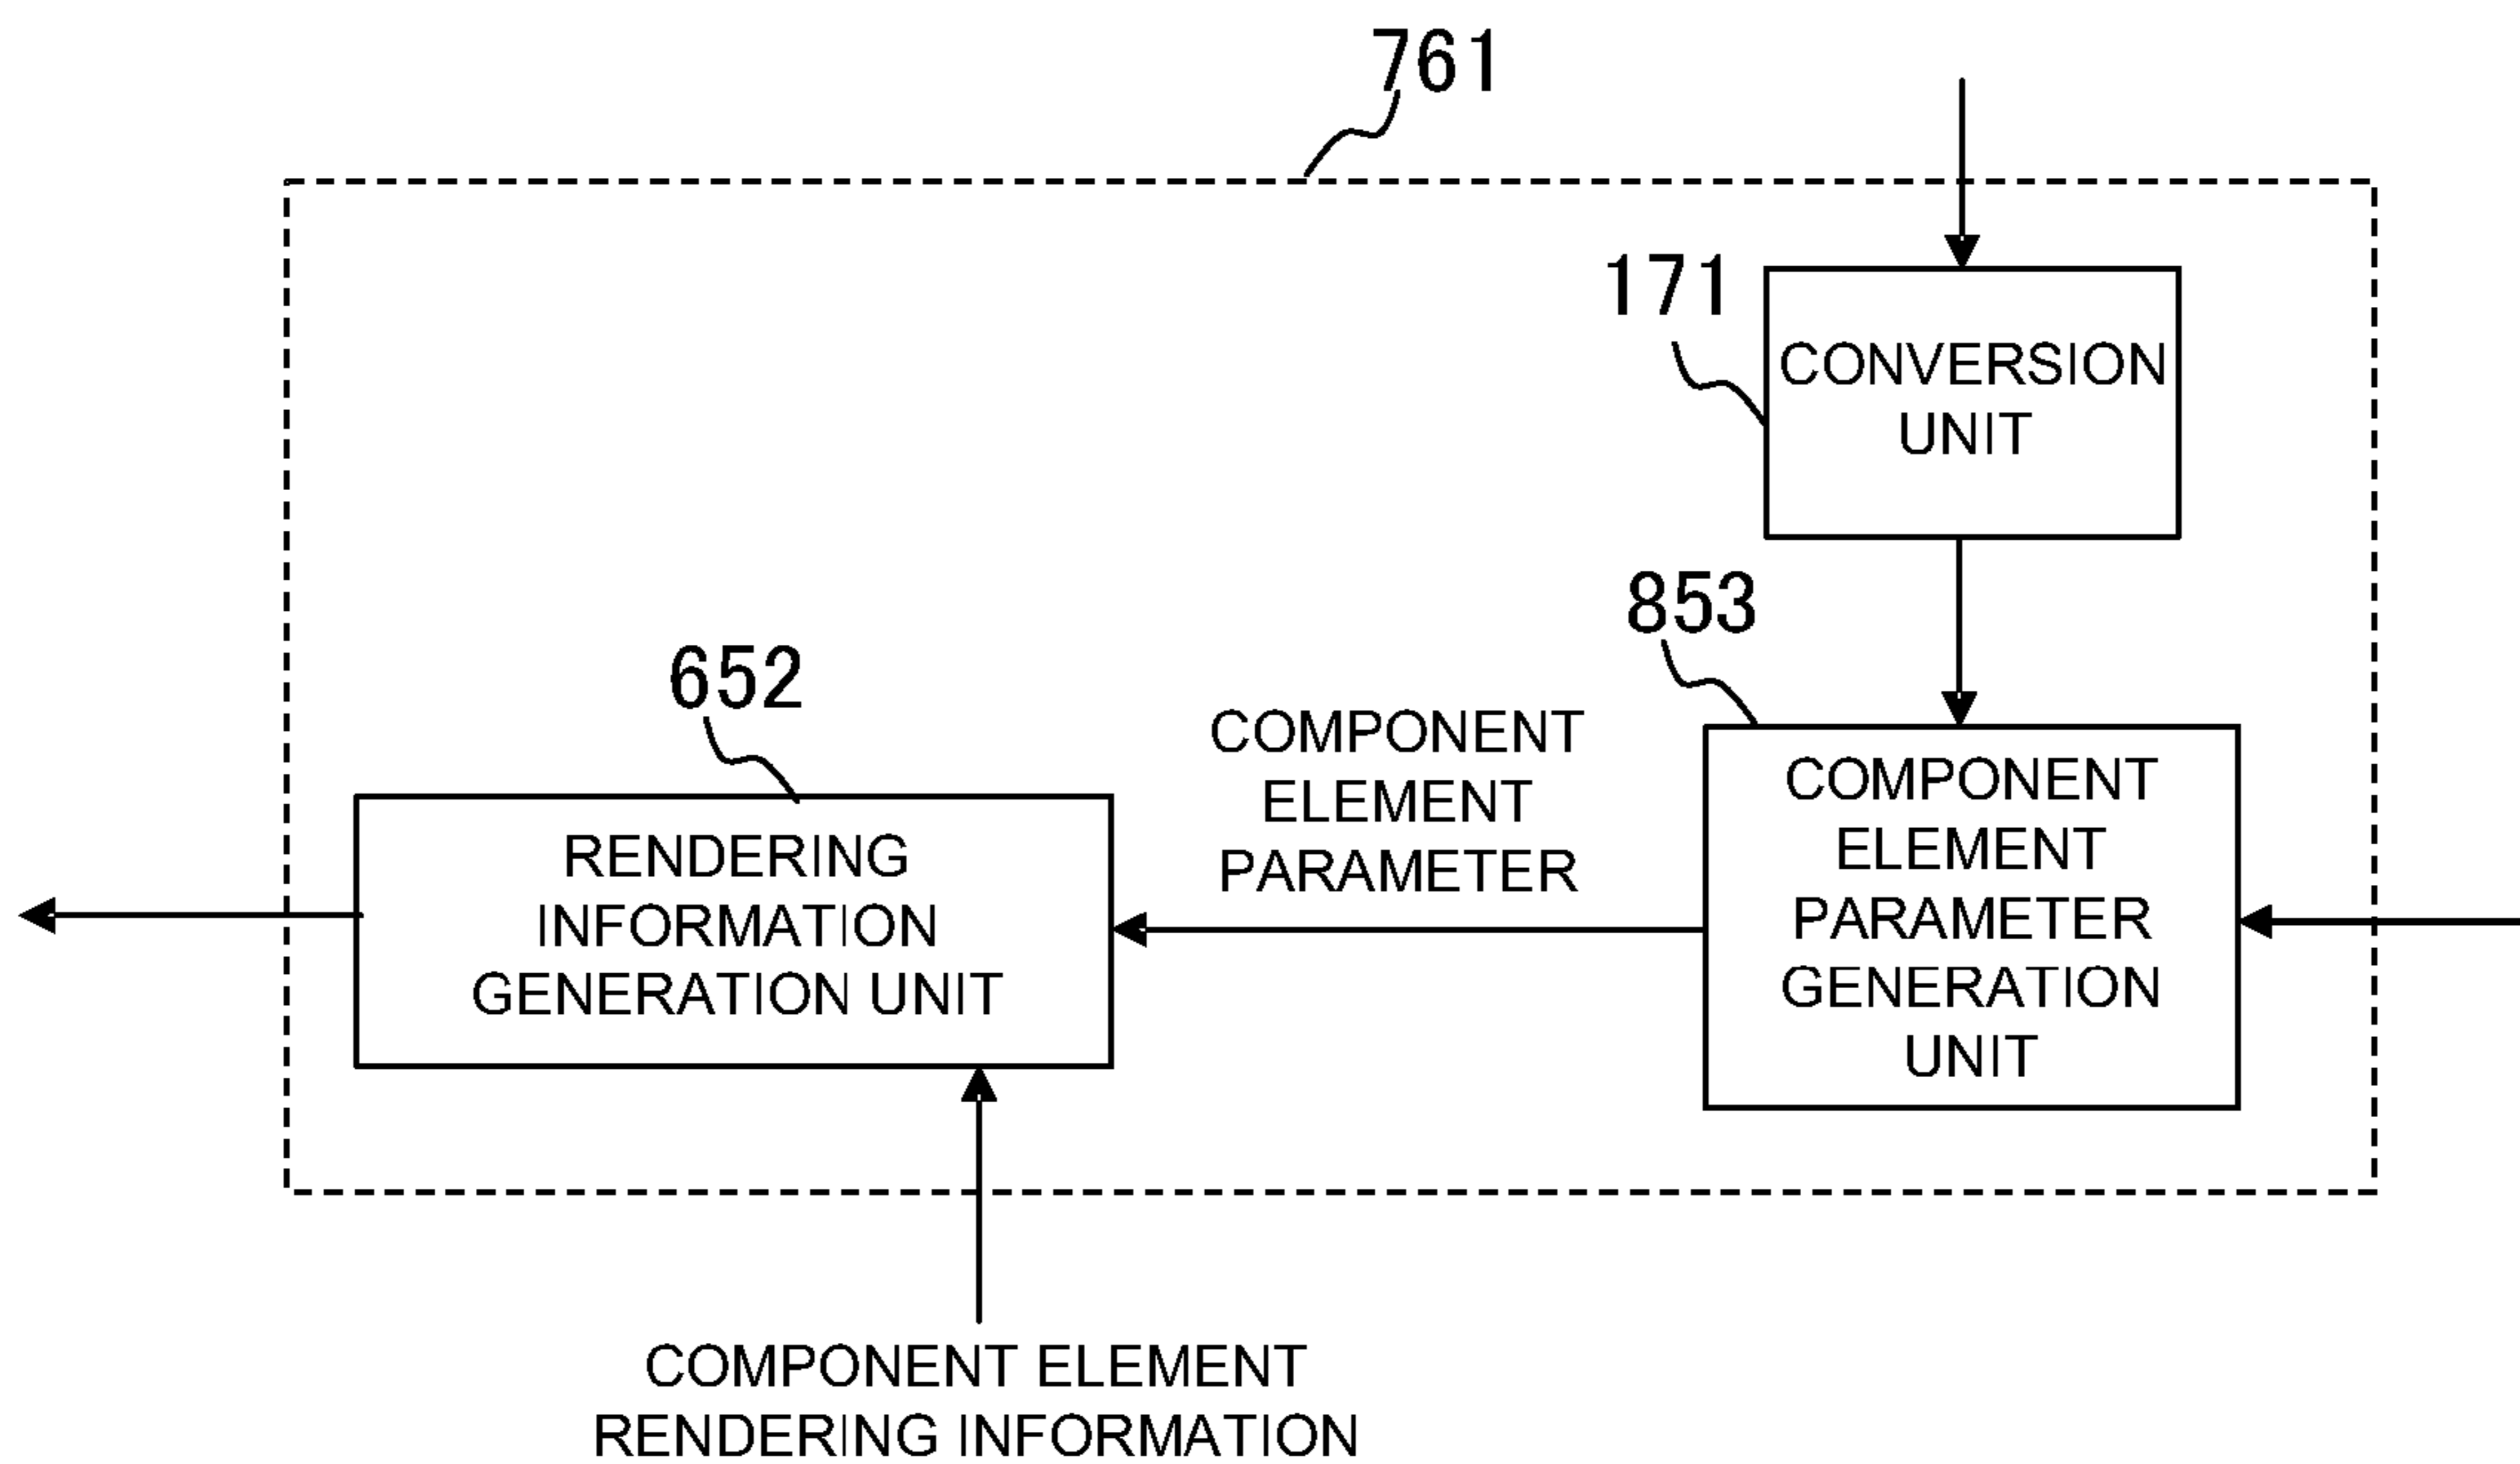 761
171
CONVERSION
UNIT
853
652
COMPONENT
ELEMENT
PARAMETER
COMPONENT
ELEMENT
PARAMETER
GENERATION
UNIT
RENDERING
INFORMATION
GENERATION UNIT
COMPONENT ELEMENT
RENDERING INFORMATION